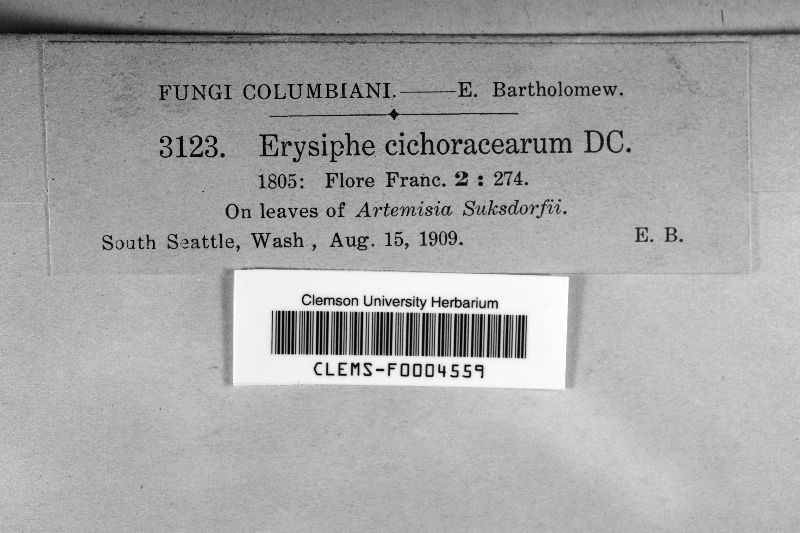 FUNGI COLUMBIANI.——E. Bartholomew.
3123. Erysiphe cichoracearum DC.
1805: Flore Franc. 2 : 274.
On leaves of Artemisia Suksdorfii.
South Seattle, Wash., Aug. 15, 1909. E. B.
Clemson University Herbarium
CLEMS-F0004559